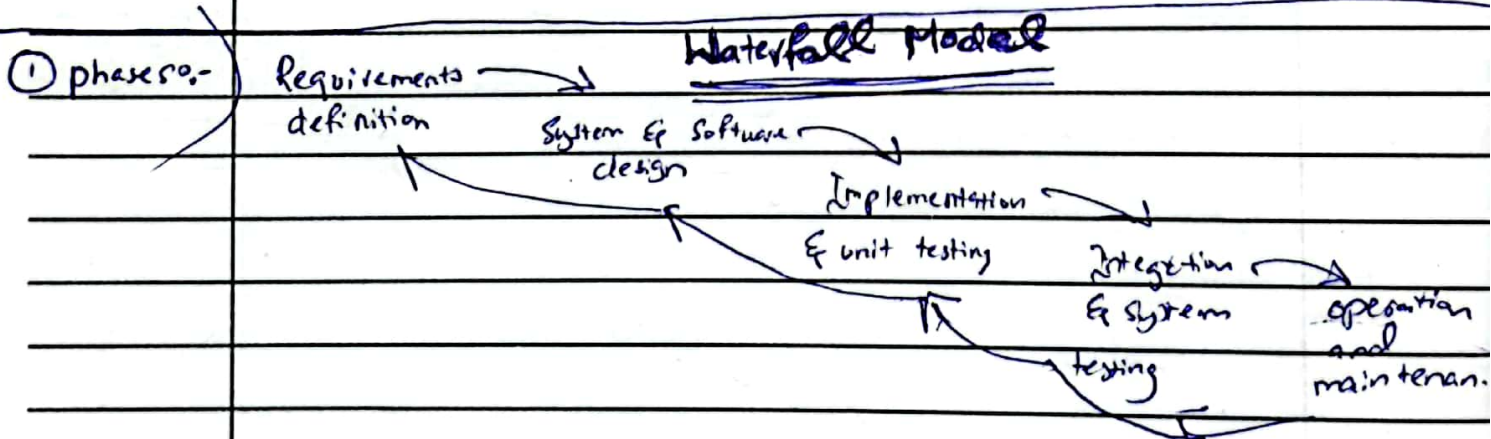 Waterfall Model
① phases:-
Requirements
definition
System & Software
design
Implementation
& unit testing
Integration
& system
testing
operation
and
maintenan.